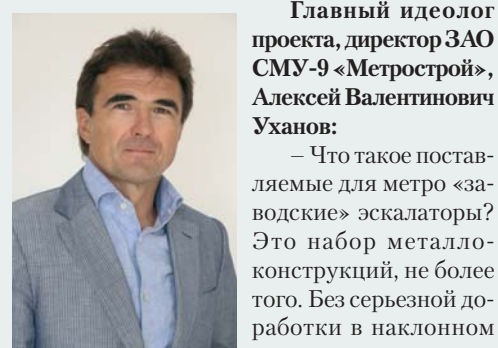 Главный идеолог
проекта, директор ЗАО
СМУ-9 «Метрострой»,
Алексей Валентинович
Уханов:
– Что такое постав-
ляемые для метро «за-
водские» эскалаторы?
Это набор металло-
конструкций, не более
того. Без серьезной до-
работки в наклонном